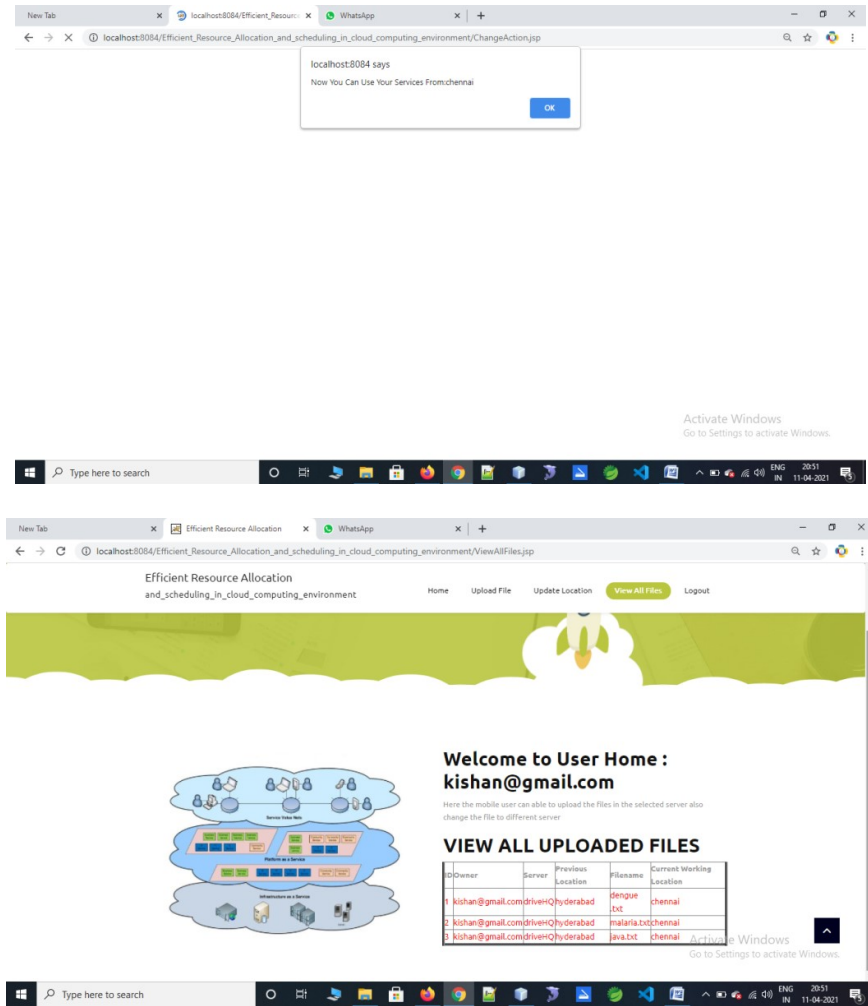 New Tab
localhost:8084/Efficient_Resource
WhatsApp
localhost:8084/Efficient_Resource_Allocation_and_scheduling_in_cloud_computing_environment/ChangeAction.jsp
localhost:8084 says
Now You Can Use Your Services From:chennai
OK
Activate Windows
Go to Settings to activate Windows.
Type here to search
ENG
IN
20:51
11-04-2021
New Tab
Efficient Resource Allocation
WhatsApp
localhost:8084/Efficient_Resource_Allocation_and_scheduling_in_cloud_computing_environment/ViewAllFiles.jsp
Efficient Resource Allocation
and_scheduling_in_cloud_computing_environment
Home Upload File Update Location View All Files Logout
Welcome to User Home :
kishan@gmail.com
Here the mobile user can able to upload the files in the selected server also
change the file to different server
VIEW ALL UPLOADED FILES
ID Owner Server Previous Location Filename Current Working Location
1 kishan@gmail.com driveHQ hyderabad dengue .txt chennai
2 kishan@gmail.com driveHQ hyderabad malaria.txt chennai
3 kishan@gmail.com driveHQ hyderabad java.txt chennai
Platform as a Service
Infrastructure as a Service
Activate Windows
Go to Settings to activate Windows.
Type here to search
ENG
IN
20:51
11-04-2021